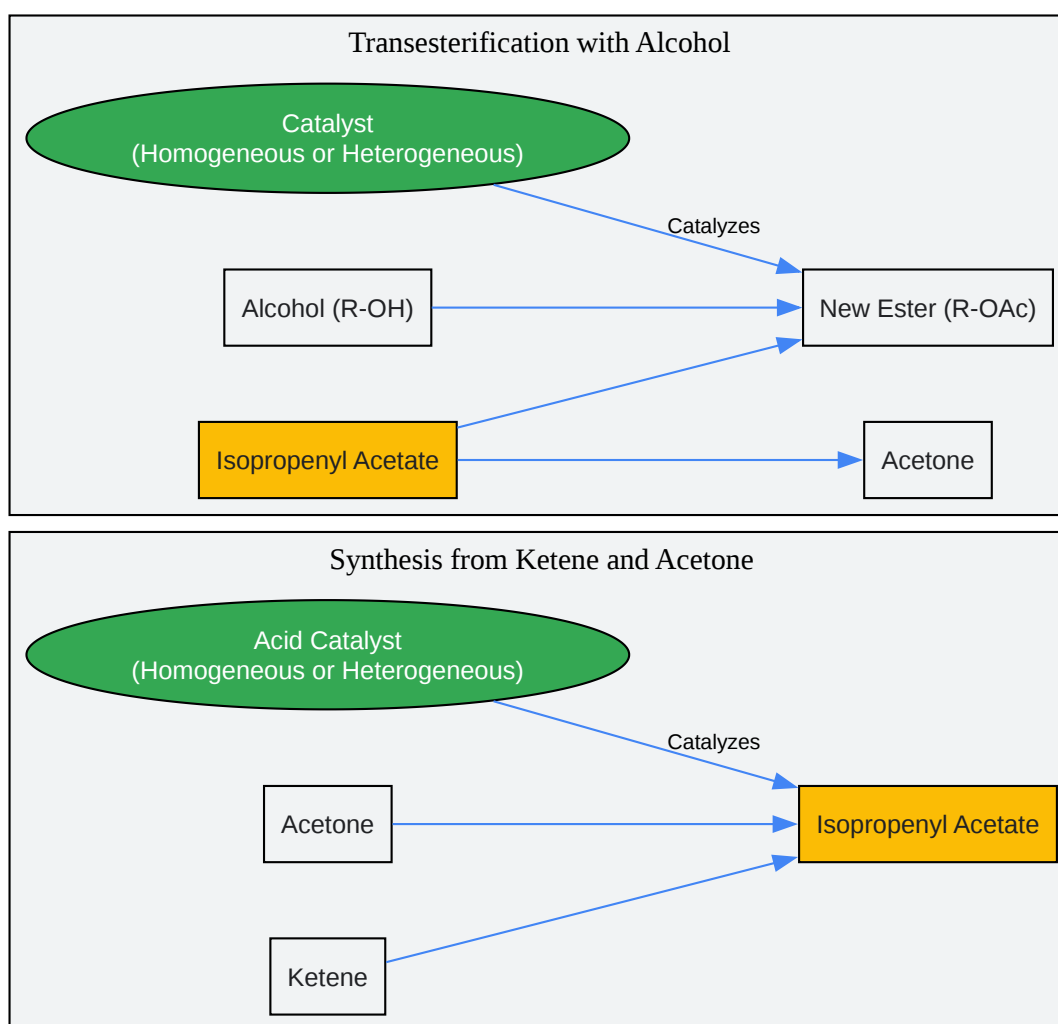 Transesterification with Alcohol
Catalyst
(Homogeneous or Heterogeneous)
Catalyzes
Alcohol (R-OH)
New Ester (R-OAc)
Isopropenyl Acetate
Acetone
Synthesis from Ketene and Acetone
Acid Catalyst
(Homogeneous or Heterogeneous)
Catalyzes
Acetone
Isopropenyl Acetate
Ketene